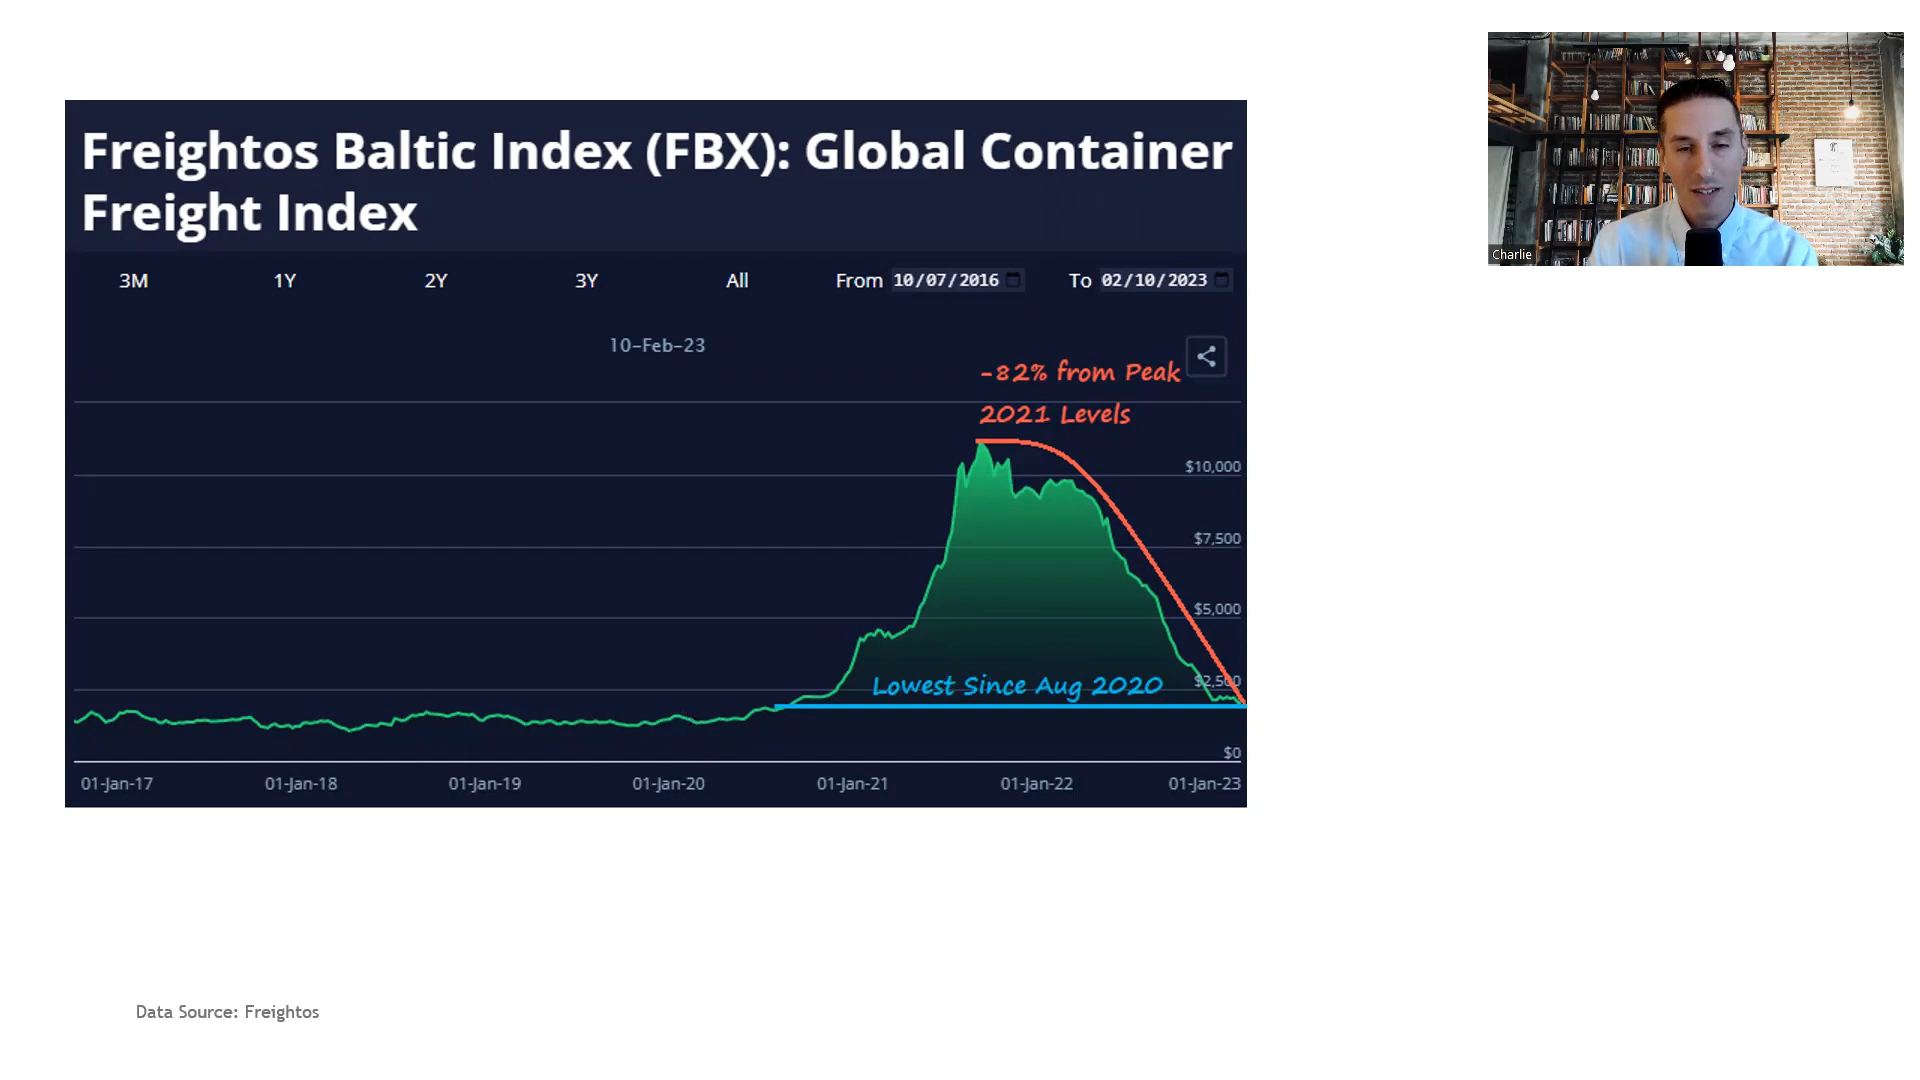 Freightos Baltic Index (FBX): Global Container
Freight Index
3M 1Y 2Y 3Y All From 10/07/2016 To 02/10/2023
10-Feb-23
-82% from Peak
2021 Levels
$10,000
$7,500
$5,000
$2,500
Lowest Since Aug 2020
$0
01-Jan-17 01-Jan-18 01-Jan-19 01-Jan-20 01-Jan-21 01-Jan-22 01-Jan-23
Data Source: Freightos
Charlie